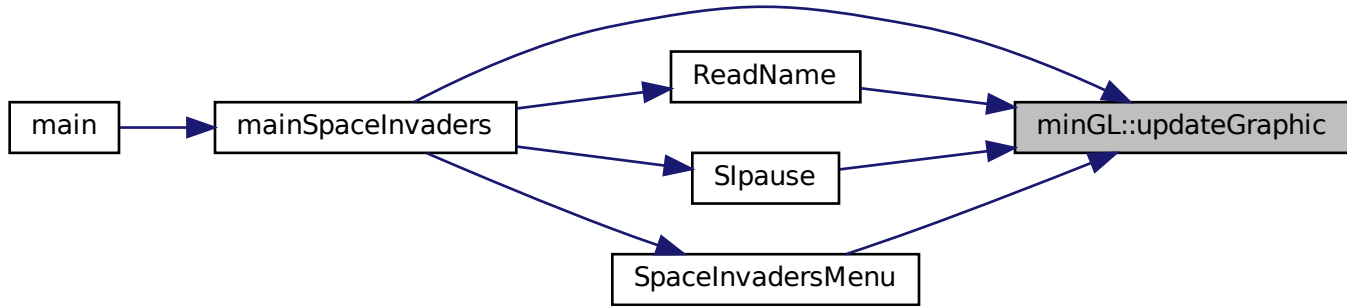 main
mainSpaceInvaders
ReadName
SIpause
SpaceInvadersMenu
minGL::updateGraphic